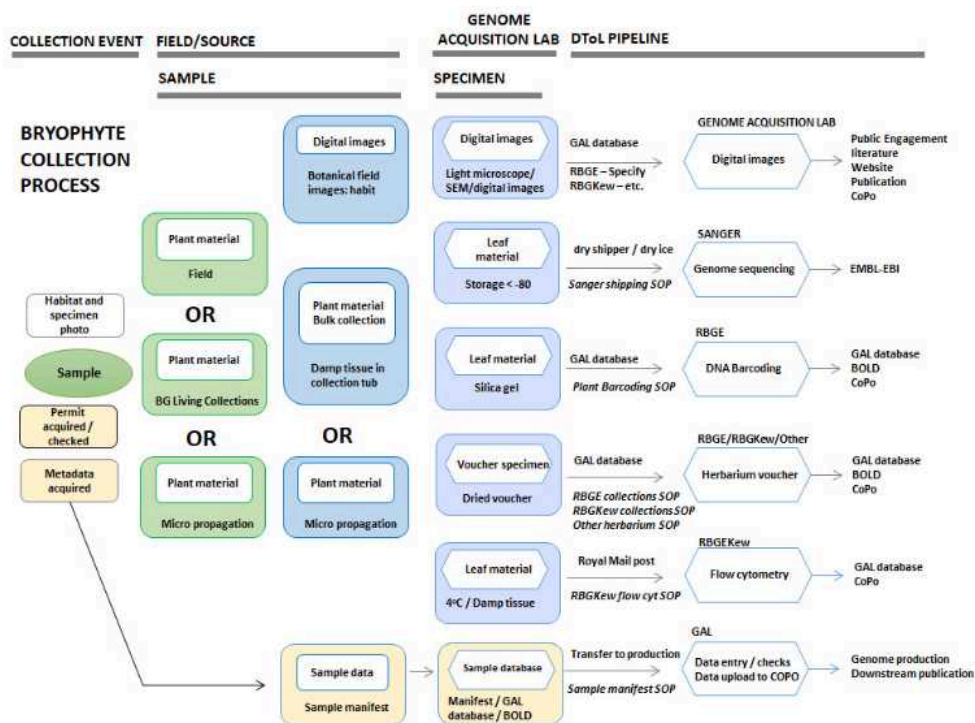 COLLECTION EVENT
FIELD/SOURCE
GENOME
ACQUISITION LAB
DToL PIPELINE
SAMPLE
SPECIMEN
BRYOPHYTE
COLLECTION
PROCESS
Habitat and
specimen
photo
Sample
Permit
acquired /
checked
Metadata
acquired
Plant material
Field
OR
Plant material
BG Living Collections
OR
Plant material
Micro propagation
Digital images
Botanical field
images: habit
Plant material
Bulk collection
Damp tissue in
collection tub
OR
Plant material
Micro propagation
Sample data
Sample manifest
Digital images
Light microscope/
SEM/digital images
GAL database
RBGE – Specify
RBGKew – etc.
GENOME ACQUISITION LAB
Digital images
Public Engagement
literature
Website
Publication
CoPo
Leaf
material
Storage < -80
dry shipper / dry ice
Sanger shipping SOP
SANGER
Genome sequencing
EMBL-EBI
Leaf material
Silica gel
GAL database
Plant Barcoding SOP
RBGE
DNA Barcoding
GAL database
BOLD
CoPo
Voucher specimen
Dried voucher
GAL database
RBGE collections SOP
RBGKew collections SOP
Other herbarium SOP
RBGE/RBGKew/Other
Herbarium voucher
GAL database
BOLD
CoPo
Leaf material
4ºC / Damp tissue
Royal Mail post
RBGKew flow cyt SOP
RBGEKew
Flow cytometry
GAL database
CoPo
Sample database
Manifest / GAL
database / BOLD
Transfer to production
Sample manifest SOP
GAL
Data entry / checks
Data upload to COPO
Genome production
Downstream publication